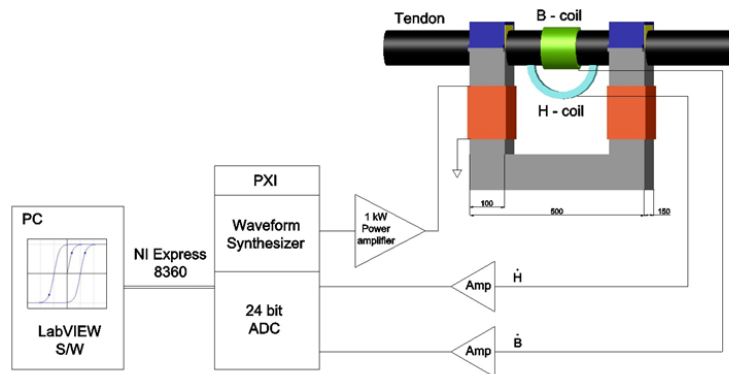 Tendon
B - coil
H - coil
100
500
150
PXI
Waveform
Synthesizer
1 kW
Power
amplifier
PC
NI Express
8360
LabVIEW
S/W
24 bit
ADC
Amp
Ḣ
Amp
Ḃ